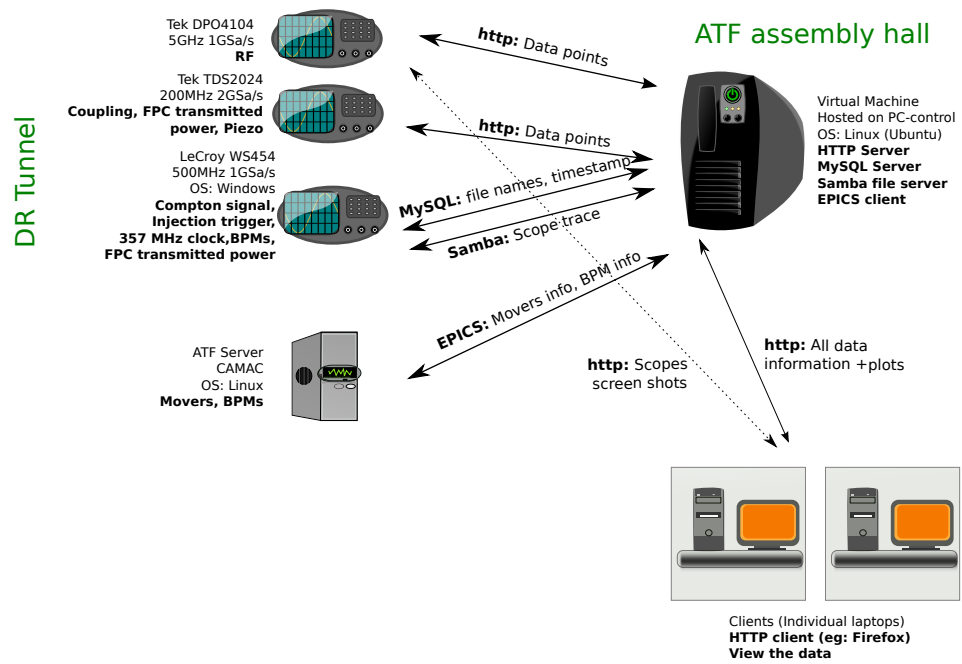 DR Tunnel
Tek DPO4104
5GHz 1GSa/s
RF
Tek TDS2024
200MHz 2GSa/s
Coupling, FPC transmitted
power, Piezo
LeCroy WS454
500MHz 1GSa/s
OS: Windows
Compton signal,
Injection trigger,
357 MHz clock,BPMs,
FPC transmitted power
ATF Server
CAMAC
OS: Linux
Movers, BPMs
http: Data points
http: Data points
MySQL: file names, timestamp
Samba: Scope trace
EPICS: Movers info, BPM info
http: Scopes
screen shots
http: All data
information +plots
ATF assembly hall
Virtual Machine
Hosted on PC-control
OS: Linux (Ubuntu)
HTTP Server
MySQL Server
Samba file server
EPICS client
Clients (Individual laptops)
HTTP client (eg: Firefox)
View the data